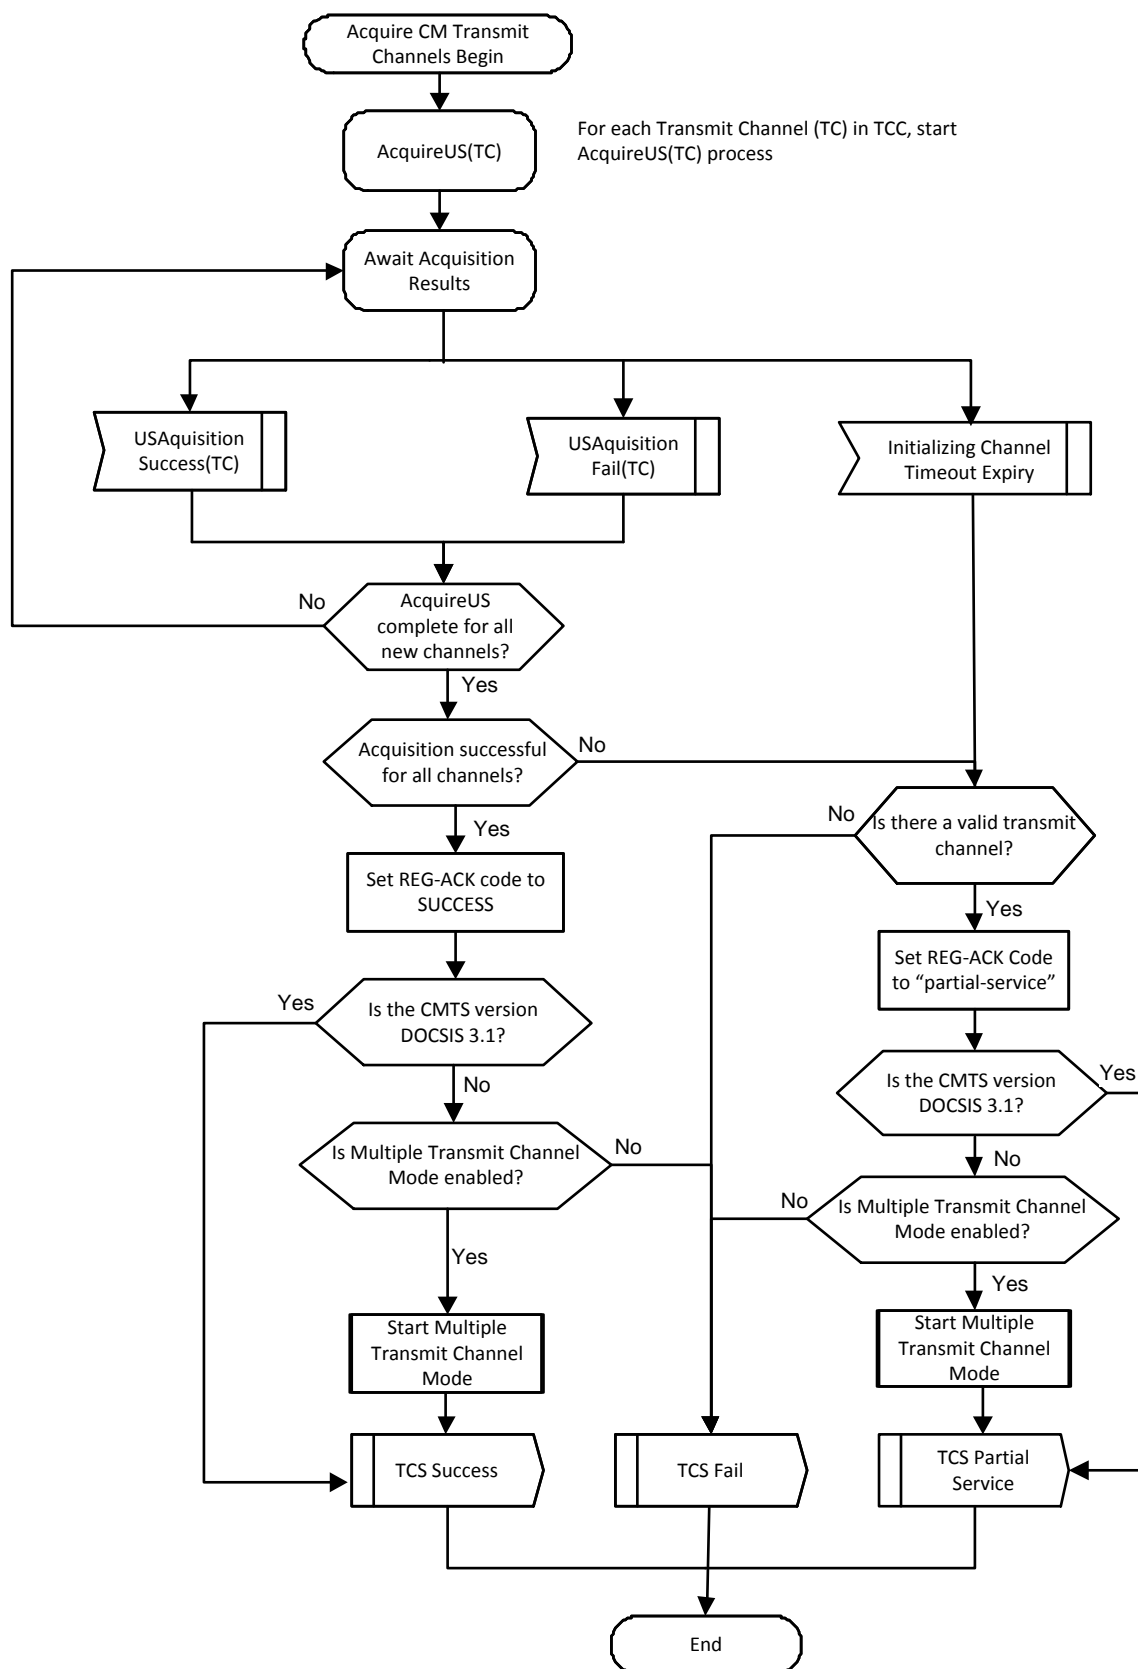 Acquire CM Transmit
Channels Begin
AcquireUS(TC)
For each Transmit Channel (TC) in TCC, start
AcquireUS(TC) process
Await Acquisition
Results
USAquisition
Success(TC)
USAquisition
Fail(TC)
Initializing Channel
Timeout Expiry
No
AcquireUS
complete for all
new channels?
Yes
Acquisition successful
for all channels?
No
Yes
No
Is there a valid transmit
channel?
Yes
Set REG-ACK code to
SUCCESS
Set REG-ACK Code
to “partial-service”
Yes
Is the CMTS version
DOCSIS 3.1?
No
Is the CMTS version
DOCSIS 3.1?
Yes
No
Is Multiple Transmit Channel
Mode enabled?
No
Yes
No
Is Multiple Transmit Channel
Mode enabled?
Yes
Start Multiple
Transmit Channel
Mode
Start Multiple
Transmit Channel
Mode
TCS Success
TCS Fail
TCS Partial
Service
End